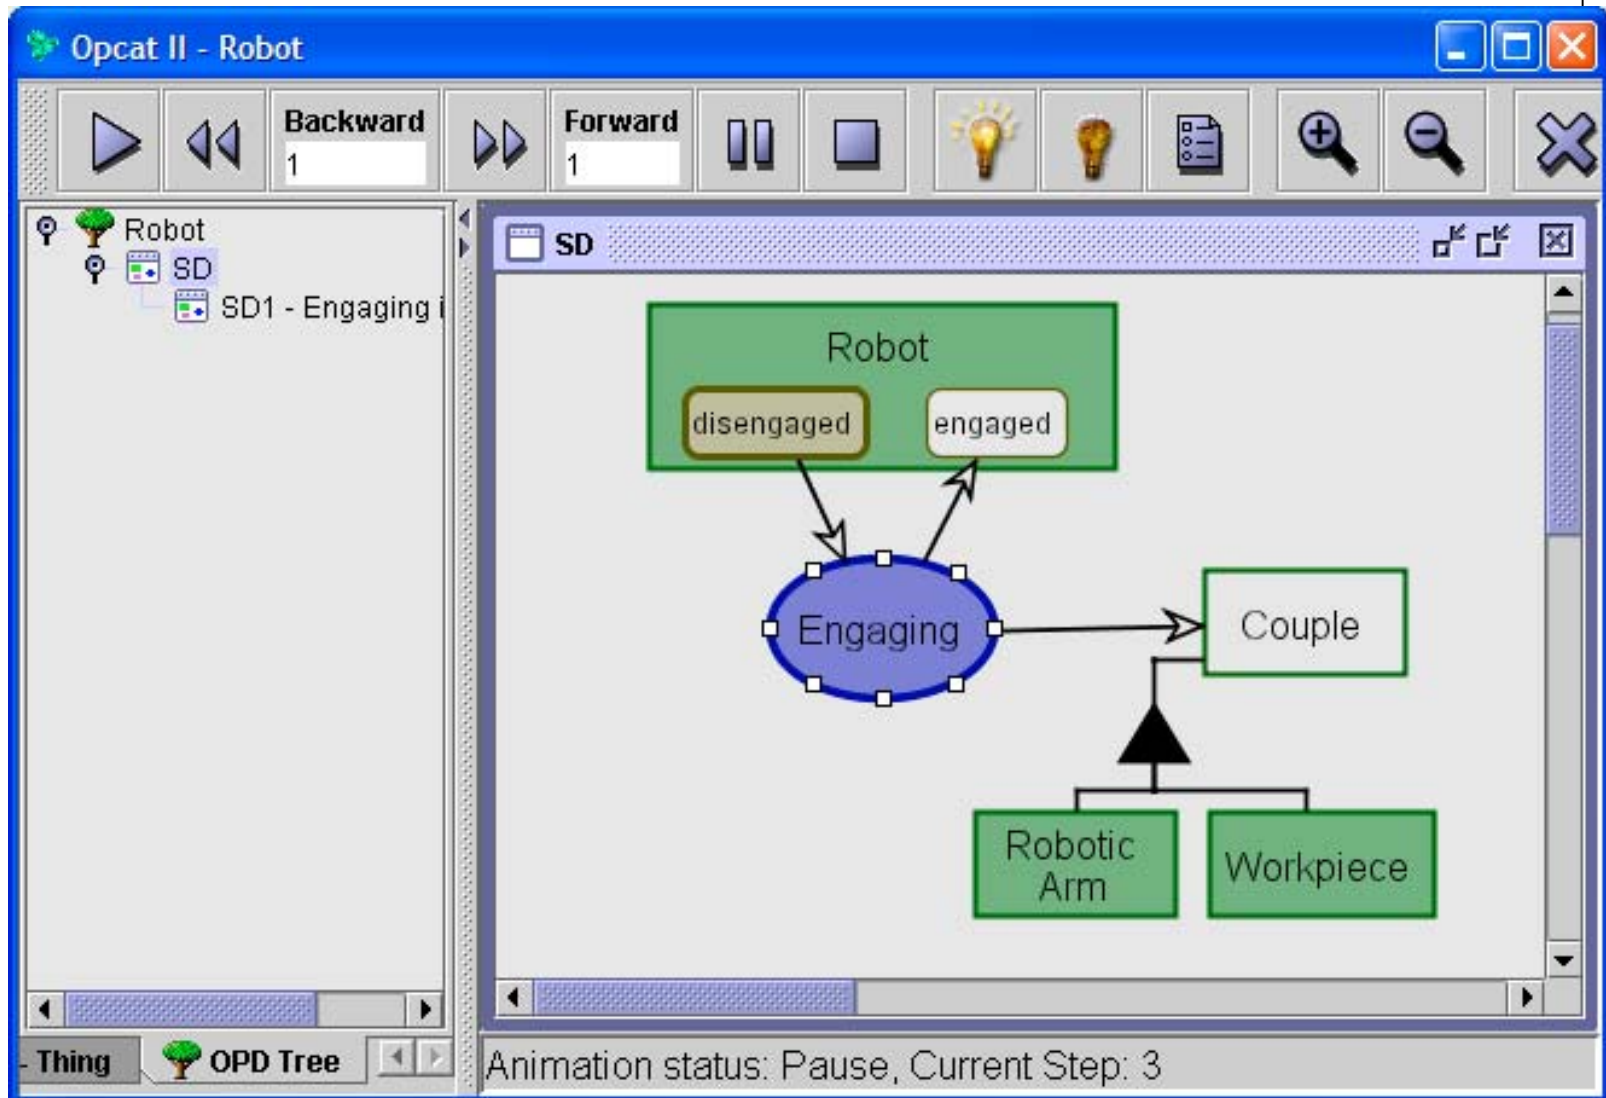 Opcat II - Robot
Backward
1
Forward
1
Robot
SD
SD1 - Engaging i
- Thing
OPD Tree
SD
Robot
disengaged
engaged
Engaging
Couple
Robotic
Arm
Workpiece
Animation status: Pause, Current Step: 3